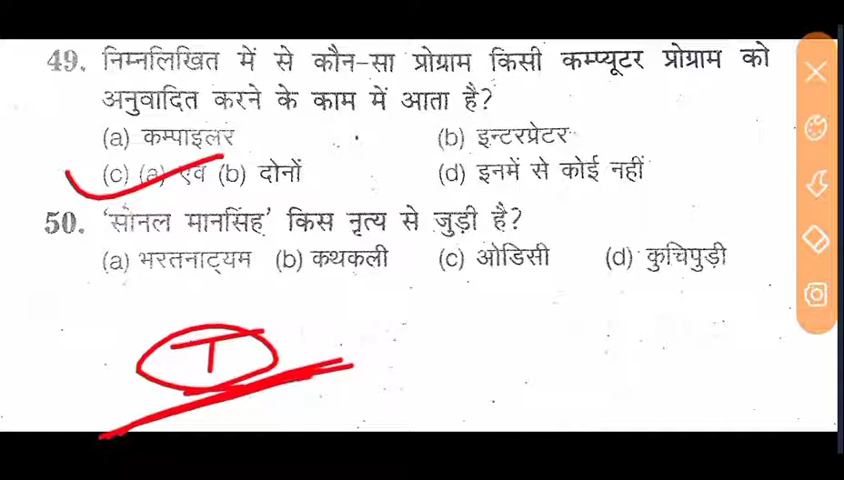 49. निम्नलिखित में से कौन-सा प्रोग्राम किसी कम्प्यूटर प्रोग्राम को
अनुवादित करने के काम में आता है?
(a) कम्पाइलर (b) इन्टरप्रेटर
(c) (a) एवं (b) दोनों (d) इनमें से कोई नहीं
50. 'सोनल मानसिंह' किस नृत्य से जुड़ी है?
(a) भरतनाट्यम (b) कथकली (c) ओडिसी (d) कुचिपुड़ी
T